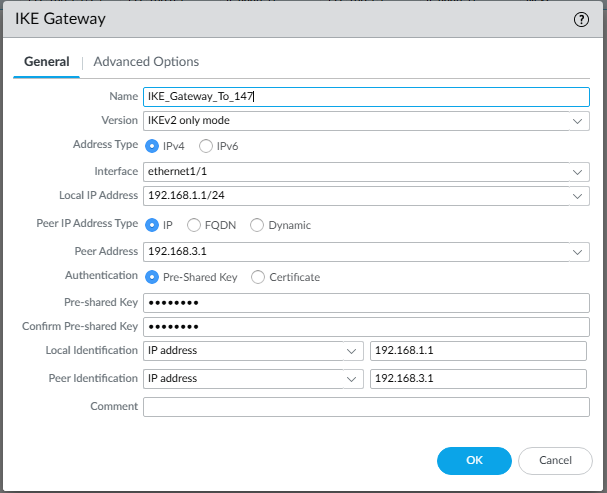 IKE Gateway
General Advanced Options
Name IKE_Gateway_To_147
Version IKEv2 only mode
Address Type IPv4 IPv6
Interface ethernet1/1
Local IP Address 192.168.1.1/24
Peer IP Address Type IP FQDN Dynamic
Peer Address 192.168.3.1
Authentication Pre-Shared Key Certificate
Pre-shared Key ••••••••
Confirm Pre-shared Key ••••••••
Local Identification IP address 192.168.1.1
Peer Identification IP address 192.168.3.1
Comment
OK Cancel